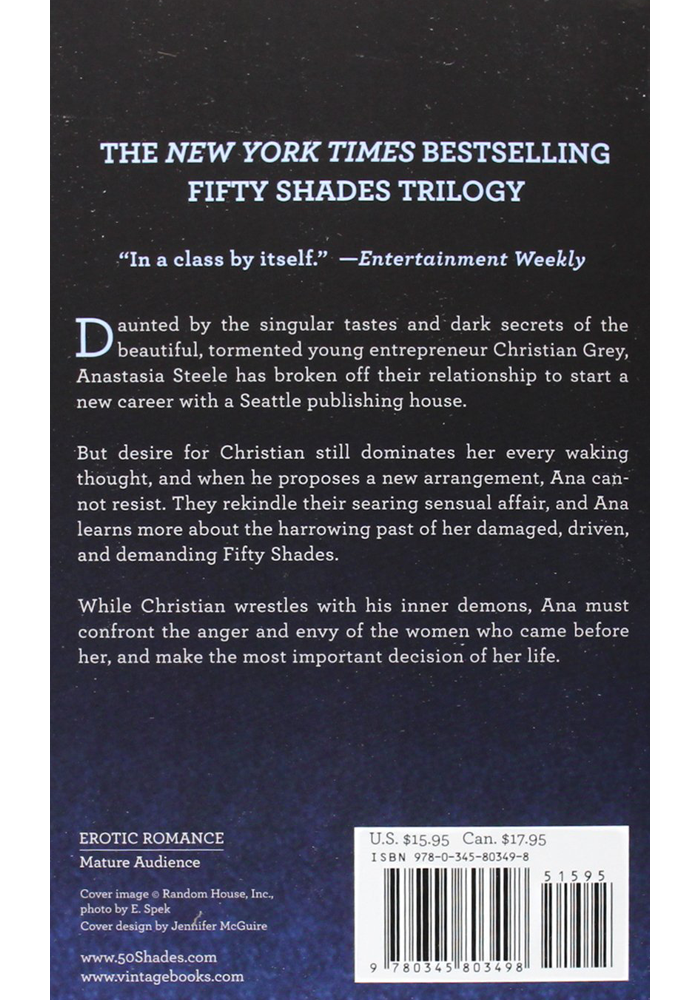 THE NEW YORK TIMES BESTSELLING
FIFTY SHADES TRILOGY
“In a class by itself.” —Entertainment Weekly
Daunted by the singular tastes and dark secrets of the
beautiful, tormented young entrepreneur Christian Grey,
Anastasia Steele has broken off their relationship to start a
new career with a Seattle publishing house.
But desire for Christian still dominates her every waking
thought, and when he proposes a new arrangement, Ana can-
not resist. They rekindle their searing sensual affair, and Ana
learns more about the harrowing past of her damaged, driven,
and demanding Fifty Shades.
While Christian wrestles with his inner demons, Ana must
confront the anger and envy of the women who came before
her, and make the most important decision of her life.
EROTIC ROMANCE
Mature Audience
Cover image © Random House, Inc.,
photo by E. Spek
Cover design by Jennifer McGuire
www.50Shades.com
www.vintagebooks.com
U.S. $15.95 Can. $17.95
ISBN 978-0-345-80349-8
51595
9 780345 803498